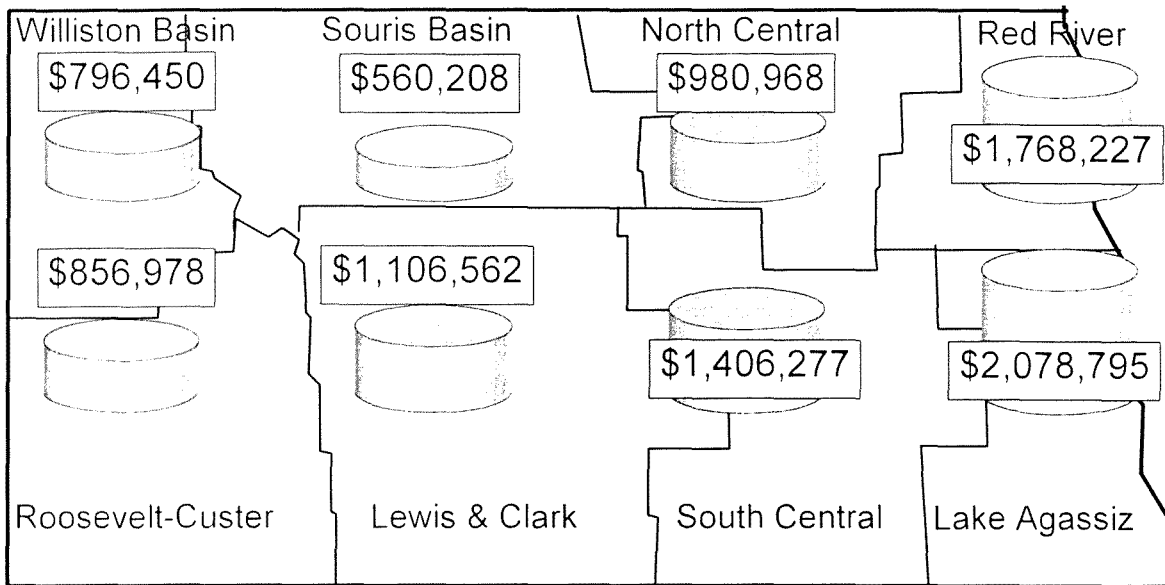 Williston Basin Souris Basin North Central Red River
$796,450 $560,208 $980,968
$1,768,227
$856,978 $1,106,562
$1,406,277 $2,078,795
Roosevelt-Custer Lewis & Clark South Central Lake Agassiz